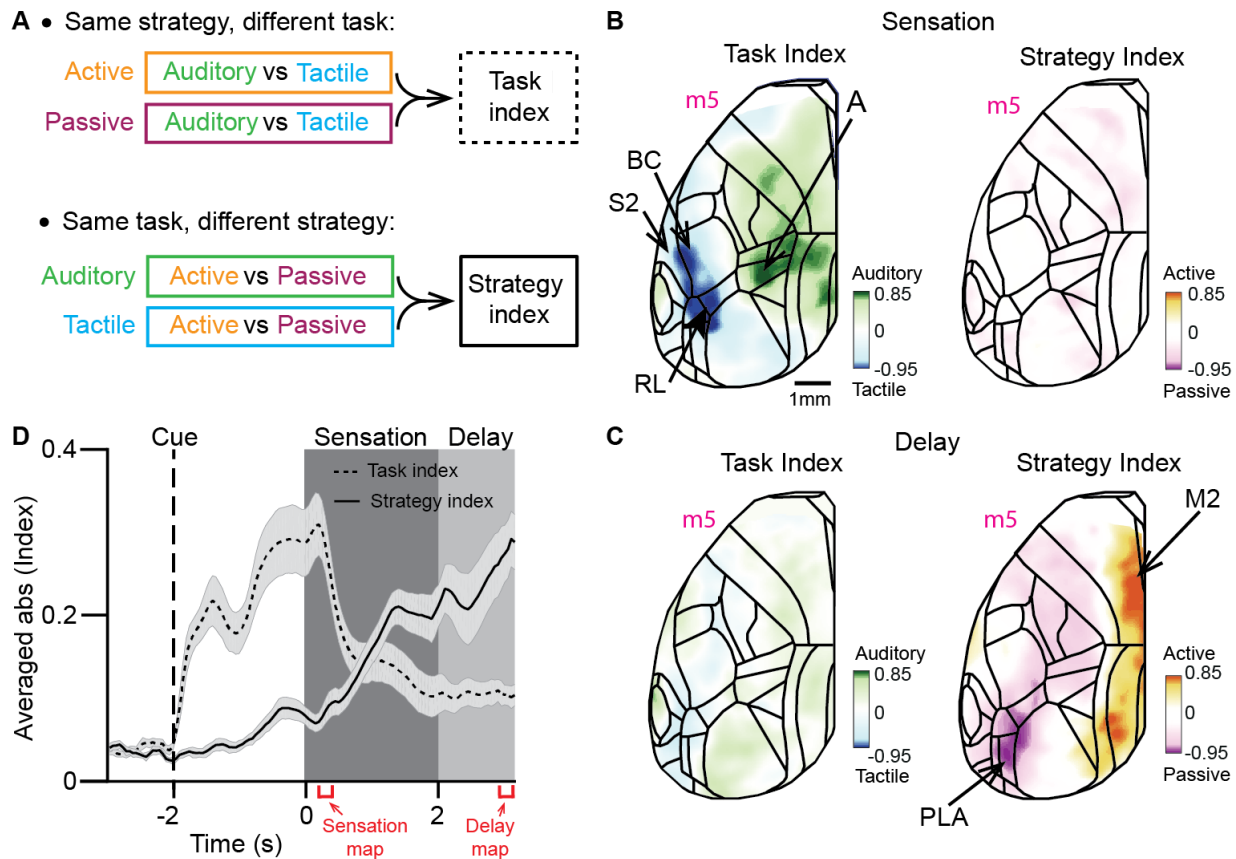 A
• Same strategy, different task:
Active
Auditory vs Tactile
Passive
Auditory vs Tactile
Task
index
• Same task, different strategy:
Auditory
Active vs Passive
Tactile
Active vs Passive
Strategy
index
B
Sensation
Task Index
Strategy Index
m5
A
BC
S2
RL
1mm
Auditory
0.85
0
-0.95
Tactile
m5
Active
0.85
0
-0.95
Passive
D
Cue
Sensation
Delay
Task index
Strategy index
0.4
0.2
0
Averaged abs (Index)
-2
0
2
Time (s)
Sensation
map
Delay
map
C
Delay
Task Index
Strategy Index
m5
Auditory
0.85
0
-0.95
Tactile
m5
M2
PLA
Active
0.85
0
-0.95
Passive